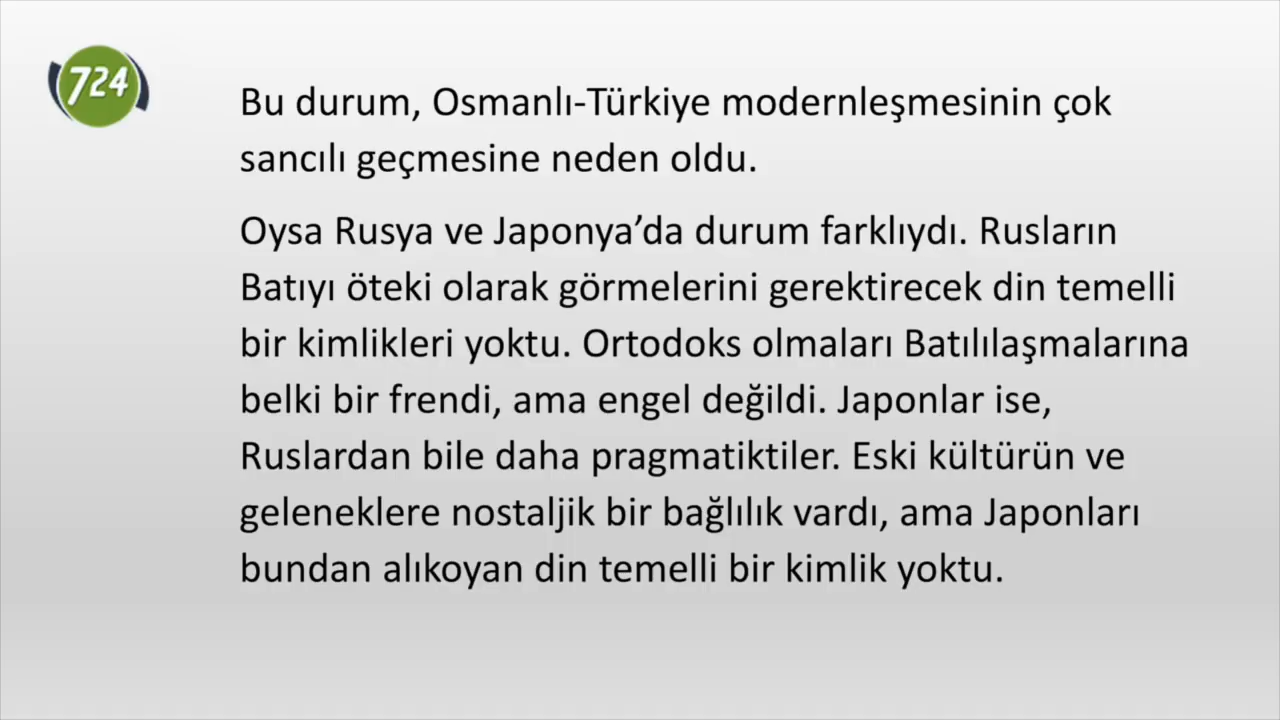 724
Bu durum, Osmanlı-Türkiye modernleşmesinin çok
sancılı geçmesine neden oldu.
Oysa Rusya ve Japonya’da durum farklıydı. Rusların
Batıyı öteki olarak görmelerini gerektirecek din temelli
bir kimlikleri yoktu. Ortodoks olmaları Batılılaşmalarına
belki bir frendi, ama engel değildi. Japonlar ise,
Ruslardan bile daha pragmatiktiler. Eski kültürün ve
geleneklere nostaljik bir bağlılık vardı, ama Japonları
bundan alıkoyan din temelli bir kimlik yoktu.